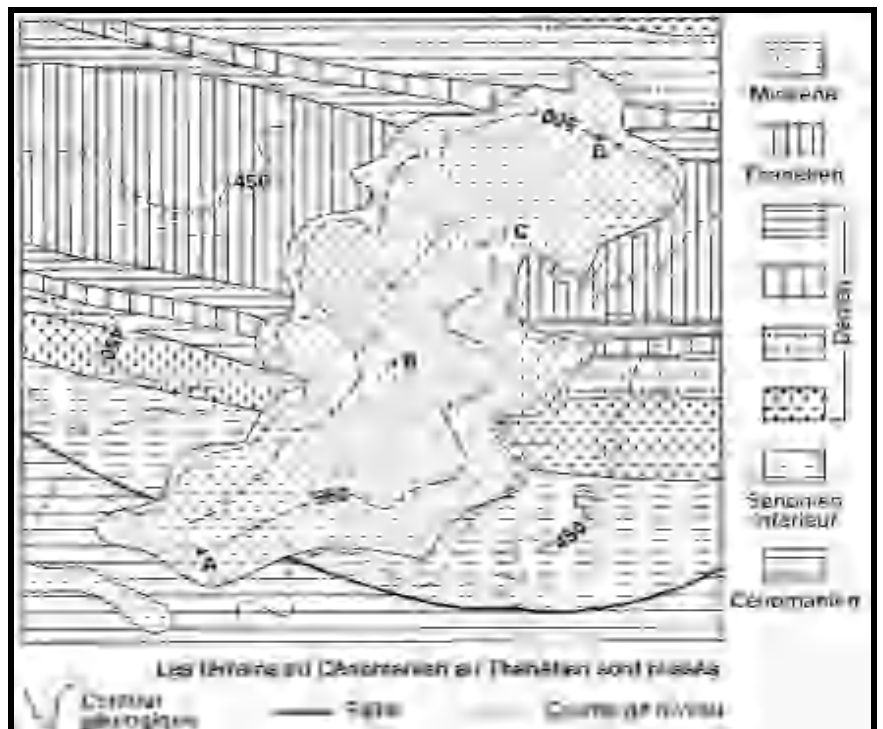 Miocène
Thanétien
450
C
Danien
B
Sénonien
inférieur
450
A
Cénomanien
Les terrains du Cénomanien au Thanétien sont plissés
Contour
géologique
Faille
Courbe de niveau